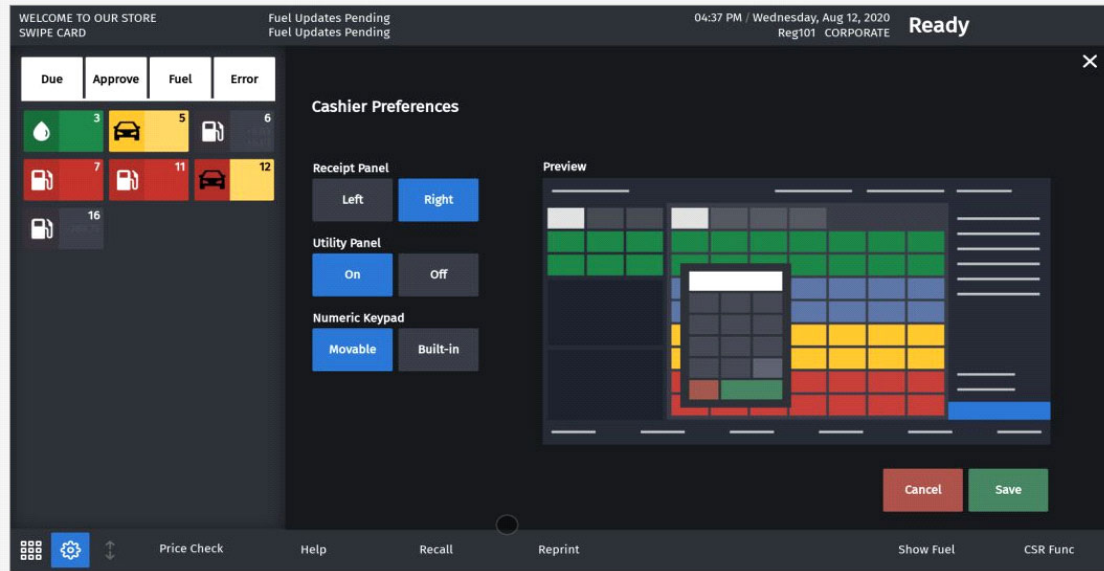 WELCOME TO OUR STORE
SWIPE CARD
Fuel Updates Pending
Fuel Updates Pending
04:37 PM / Wednesday, Aug 12, 2020
Reg101 CORPORATE
Ready
Due Approve Fuel Error
3 5 6
7 11 12
16
Cashier Preferences
Receipt Panel
Left Right
Utility Panel
On Off
Numeric Keypad
Movable Built-in
Preview
Cancel Save
Price Check Help Recall Reprint Show Fuel CSR Func